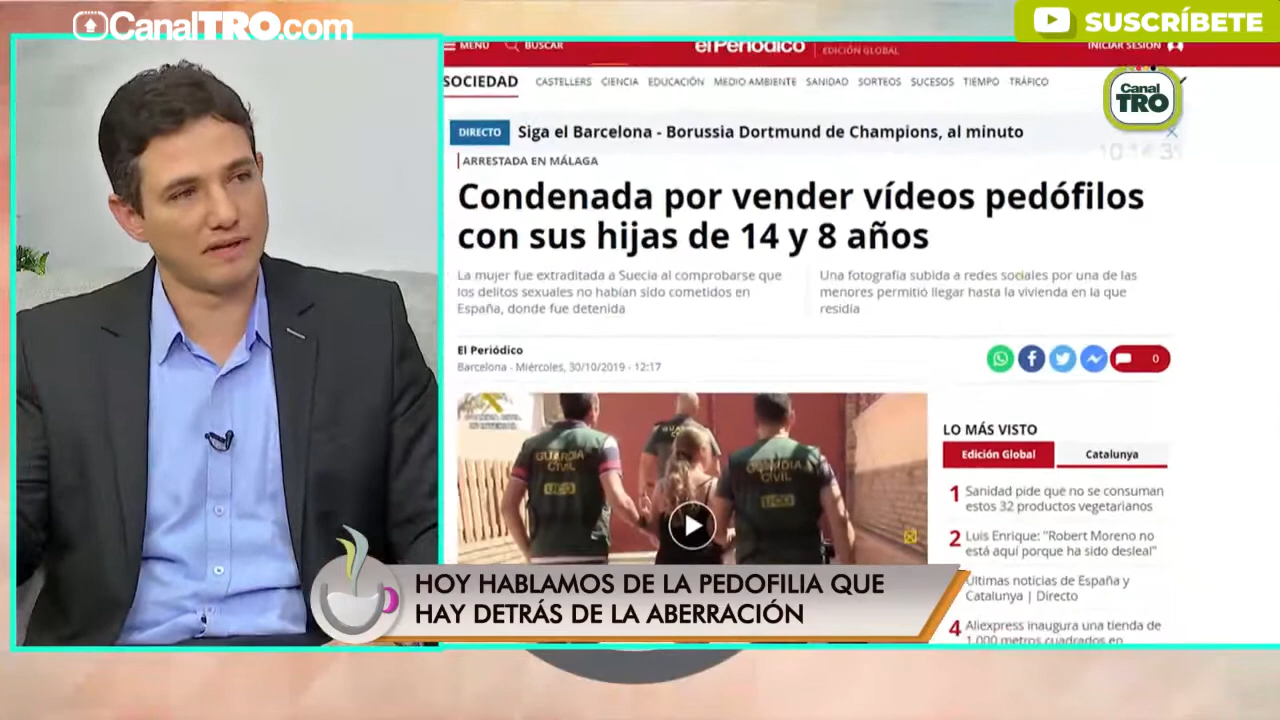 CanalTRO.com
SUSCRÍBETE
MENÚ
BUSCAR
el Periódico
EDICIÓN GLOBAL
INICIAR SESIÓN
SOCIEDAD
CASTELLERS CIENCIA EDUCACIÓN MEDIO AMBIENTE SANIDAD SORTEOS SUCESOS TIEMPO TRÁFICO
Canal
TRO
DIRECTO
Siga el Barcelona - Borussia Dortmund de Champions, al minuto
10:14:31
ARRESTADA EN MÁLAGA
Condenada por vender vídeos pedófilos
con sus hijas de 14 y 8 años
La mujer fue extraditada a Suecia al comprobarse que
los delitos sexuales no habían sido cometidos en
España, donde fue detenida
Una fotografía subida a redes sociales por una de las
menores permitió llegar hasta la vivienda en la que
residía
El Periódico
Barcelona - Miércoles, 30/10/2019 - 12:17
0
GUARDIA
CIVIL
UCO
GUARDIA
CIVIL
UCO
LO MÁS VISTO
Edición Global
Catalunya
1 Sanidad pide que no se consuman
estos 32 productos vegetarianos
2 Luis Enrique: "Robert Moreno no
está aquí porque ha sido desleal"
Últimas noticias de España y
Catalunya | Directo
4 Aliexpress inaugura una tienda de
1.000 metros cuadrados en
HOY HABLAMOS DE LA PEDOFILIA QUE
HAY DETRÁS DE LA ABERRACIÓN